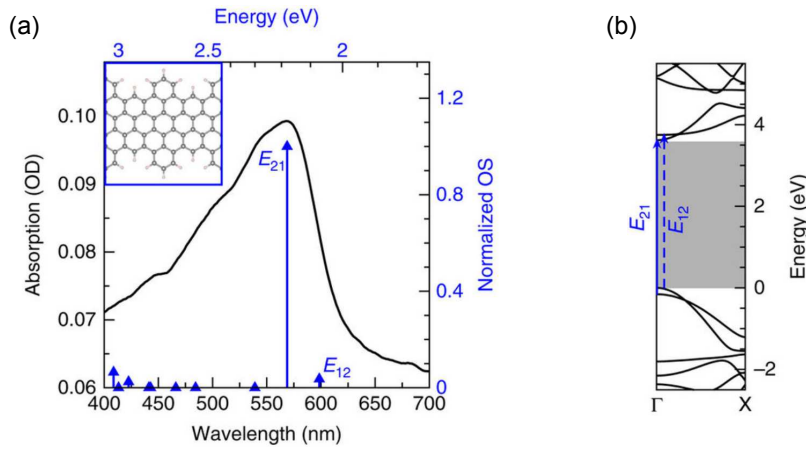 (a)
Energy (eV)
3 2.5 2
0.10
0.09
0.08
0.07
0.06
Absorption (OD)
E21
E12
1.2
0.8
0.4
0
Normalized OS
400 450 500 550 600 650 700
Wavelength (nm)
(b)
E21
E12
4
2
0
−2
Energy (eV)
Γ X